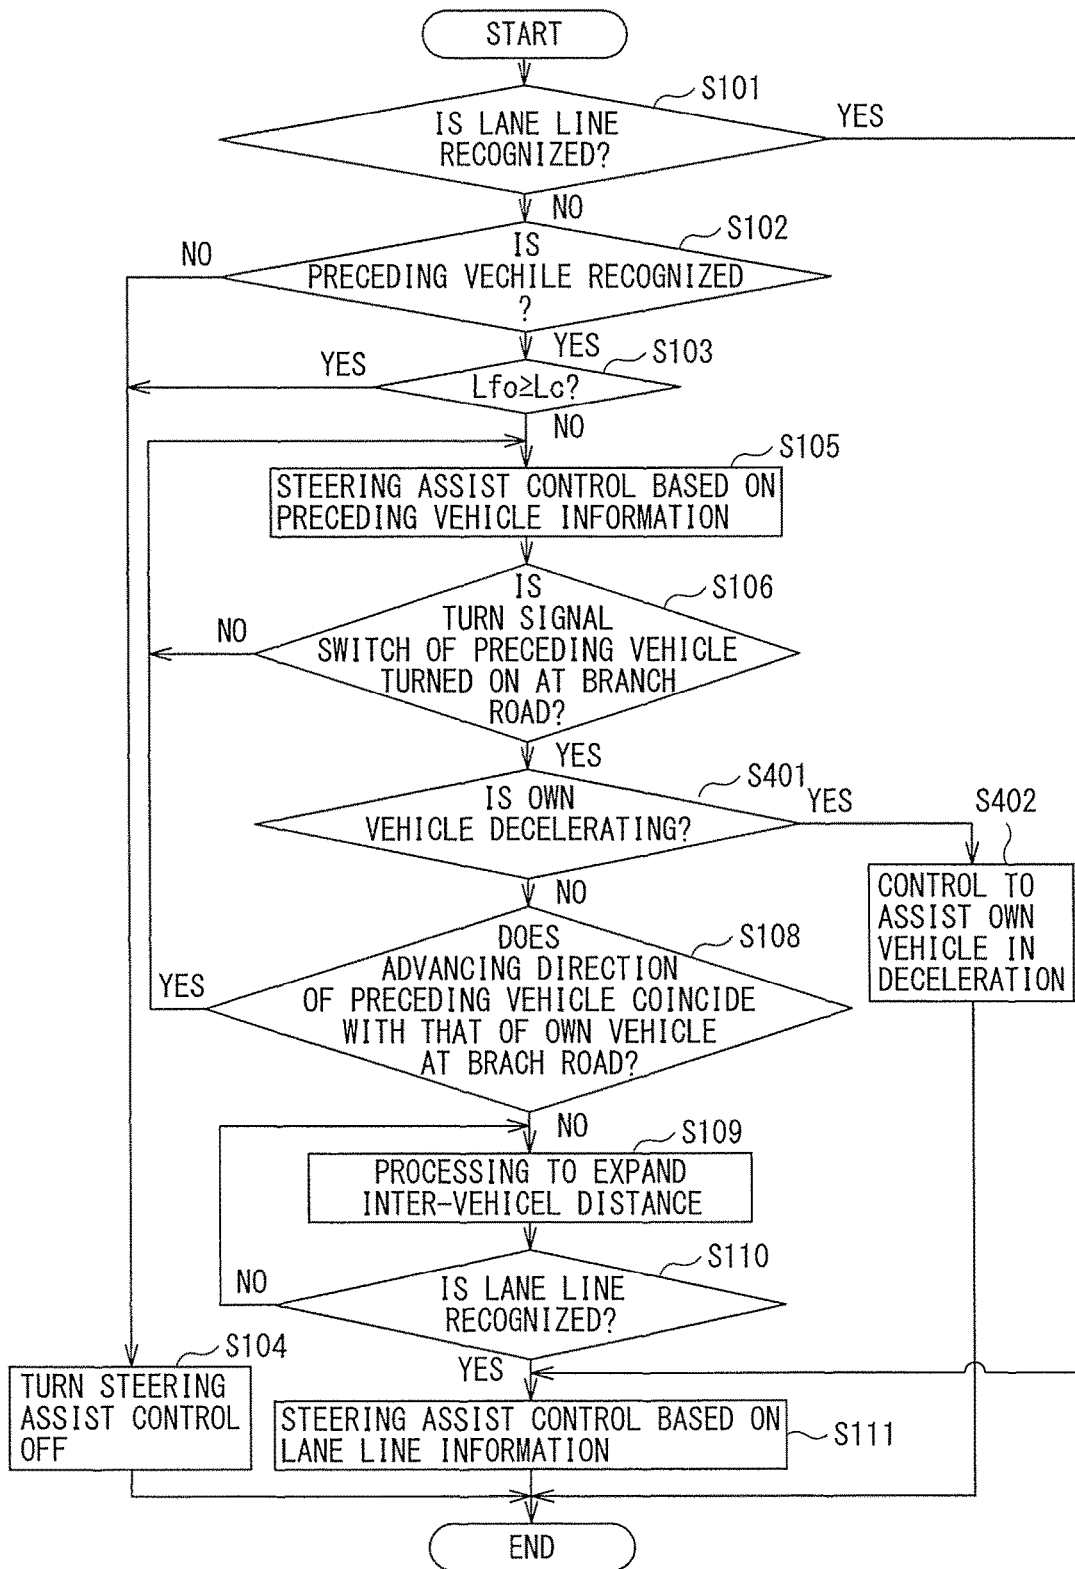 START
S101
IS LANE LINE
RECOGNIZED?
YES
NO
S102
NO
IS
PRECEDING VECHILE RECOGNIZED
?
YES
S103
YES
Lfo≥Lc?
NO
S105
STEERING ASSIST CONTROL BASED ON
PRECEDING VEHICLE INFORMATION
S106
IS
TURN SIGNAL
SWITCH OF PRECEDING VEHICLE
TURNED ON AT BRANCH
ROAD?
NO
YES
S401
IS OWN
VEHICLE DECELERATING?
YES
S402
CONTROL TO
ASSIST OWN
VEHICLE IN
DECELERATION
NO
S108
DOES
ADVANCING DIRECTION
OF PRECEDING VEHICLE COINCIDE
WITH THAT OF OWN VEHICLE
AT BRACH ROAD?
YES
NO
S109
PROCESSING TO EXPAND
INTER-VEHICEL DISTANCE
S110
IS LANE LINE
RECOGNIZED?
NO
YES
S104
TURN STEERING
ASSIST CONTROL
OFF
STEERING ASSIST CONTROL BASED ON
LANE LINE INFORMATION
S111
END